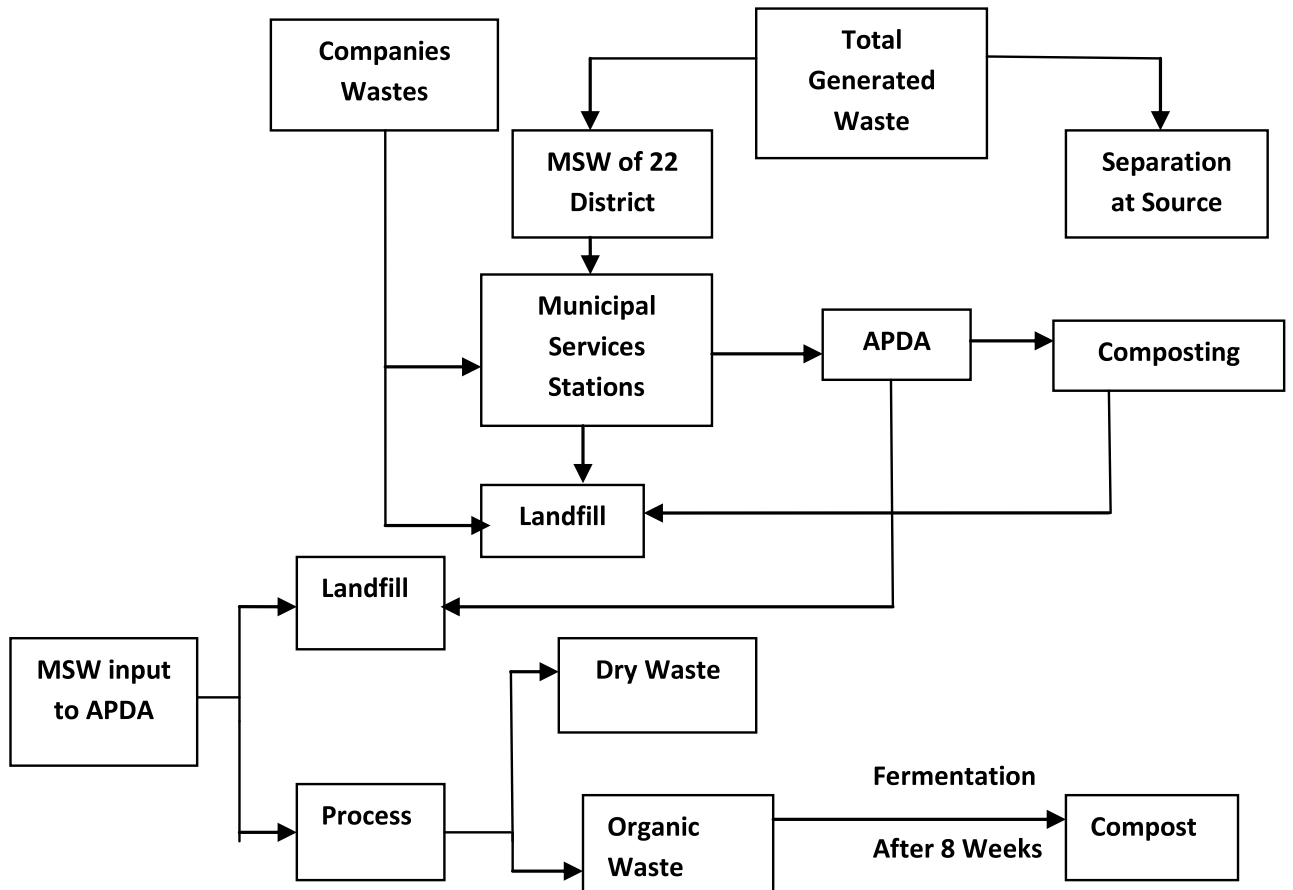 Companies
Wastes
Total
Generated
Waste
MSW of 22
District
Separation
at Source
Municipal
Services
Stations
APDA
Composting
Landfill
Landfill
MSW input
to APDA
Dry Waste
Process
Organic
Waste
Fermentation
After 8 Weeks
Compost